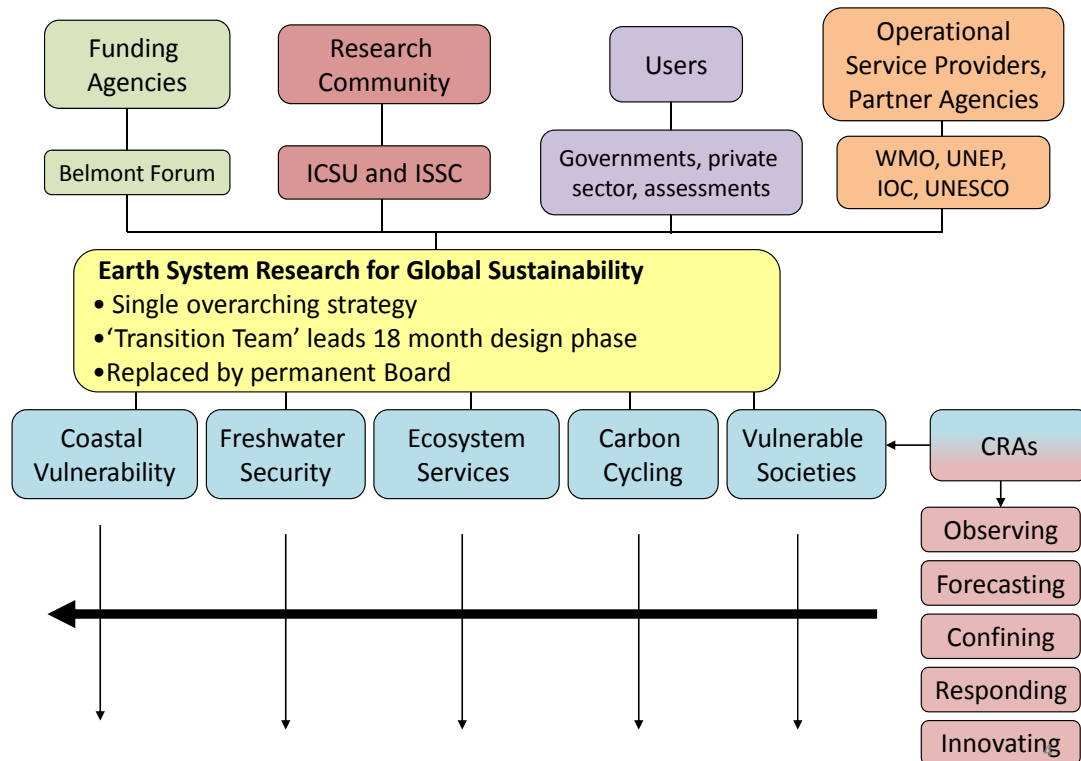 Funding
Agencies
Research
Community
Users
Operational
Service Providers,
Partner Agencies
Belmont Forum
ICSU and ISSC
Governments, private
sector, assessments
WMO, UNEP,
IOC, UNESCO
Earth System Research for Global Sustainability
• Single overarching strategy
•‘Transition Team’ leads 18 month design phase
•Replaced by permanent Board
Coastal
Vulnerability
Freshwater
Security
Ecosystem
Services
Carbon
Cycling
Vulnerable
Societies
CRAs
Observing
Forecasting
Confining
Responding
Innovating